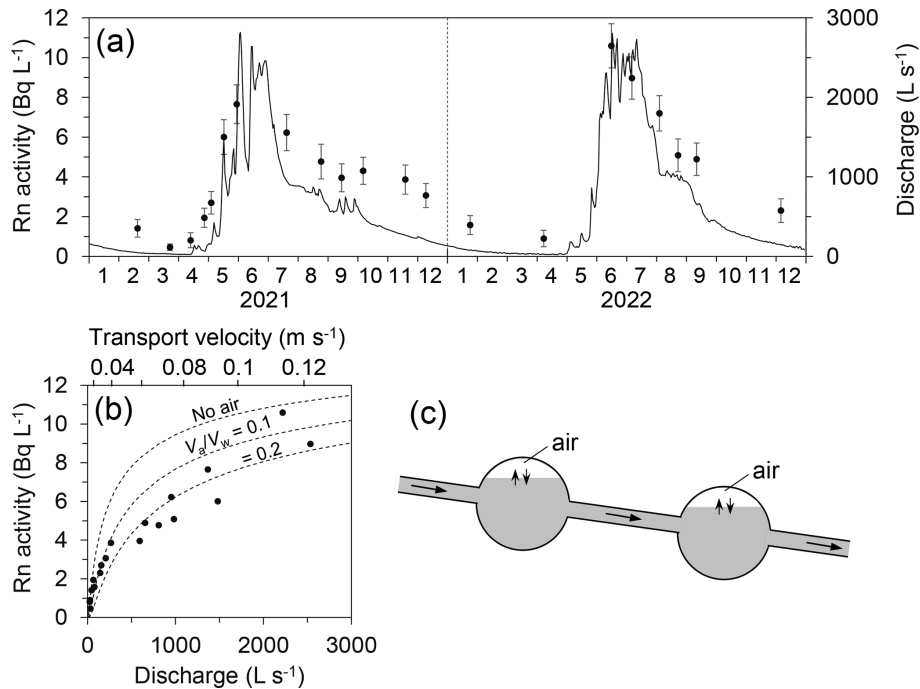 (a)
Rn activity (Bq L-1)
12
10
8
6
4
2
0
3000
2000
1000
0
Discharge (L s-1)
1 2 3 4 5 6 7 8 9 10 11 12 1 2 3 4 5 6 7 8 9 10 11 12
2021 2022
Transport velocity (m s-1)
0.04 0.08 0.1 0.12
(b)
Rn activity (Bq L-1)
12
10
8
6
4
2
0
No air
Va/Vw = 0.1
= 0.2
0 1000 2000 3000
Discharge (L s-1)
(c)
air
air